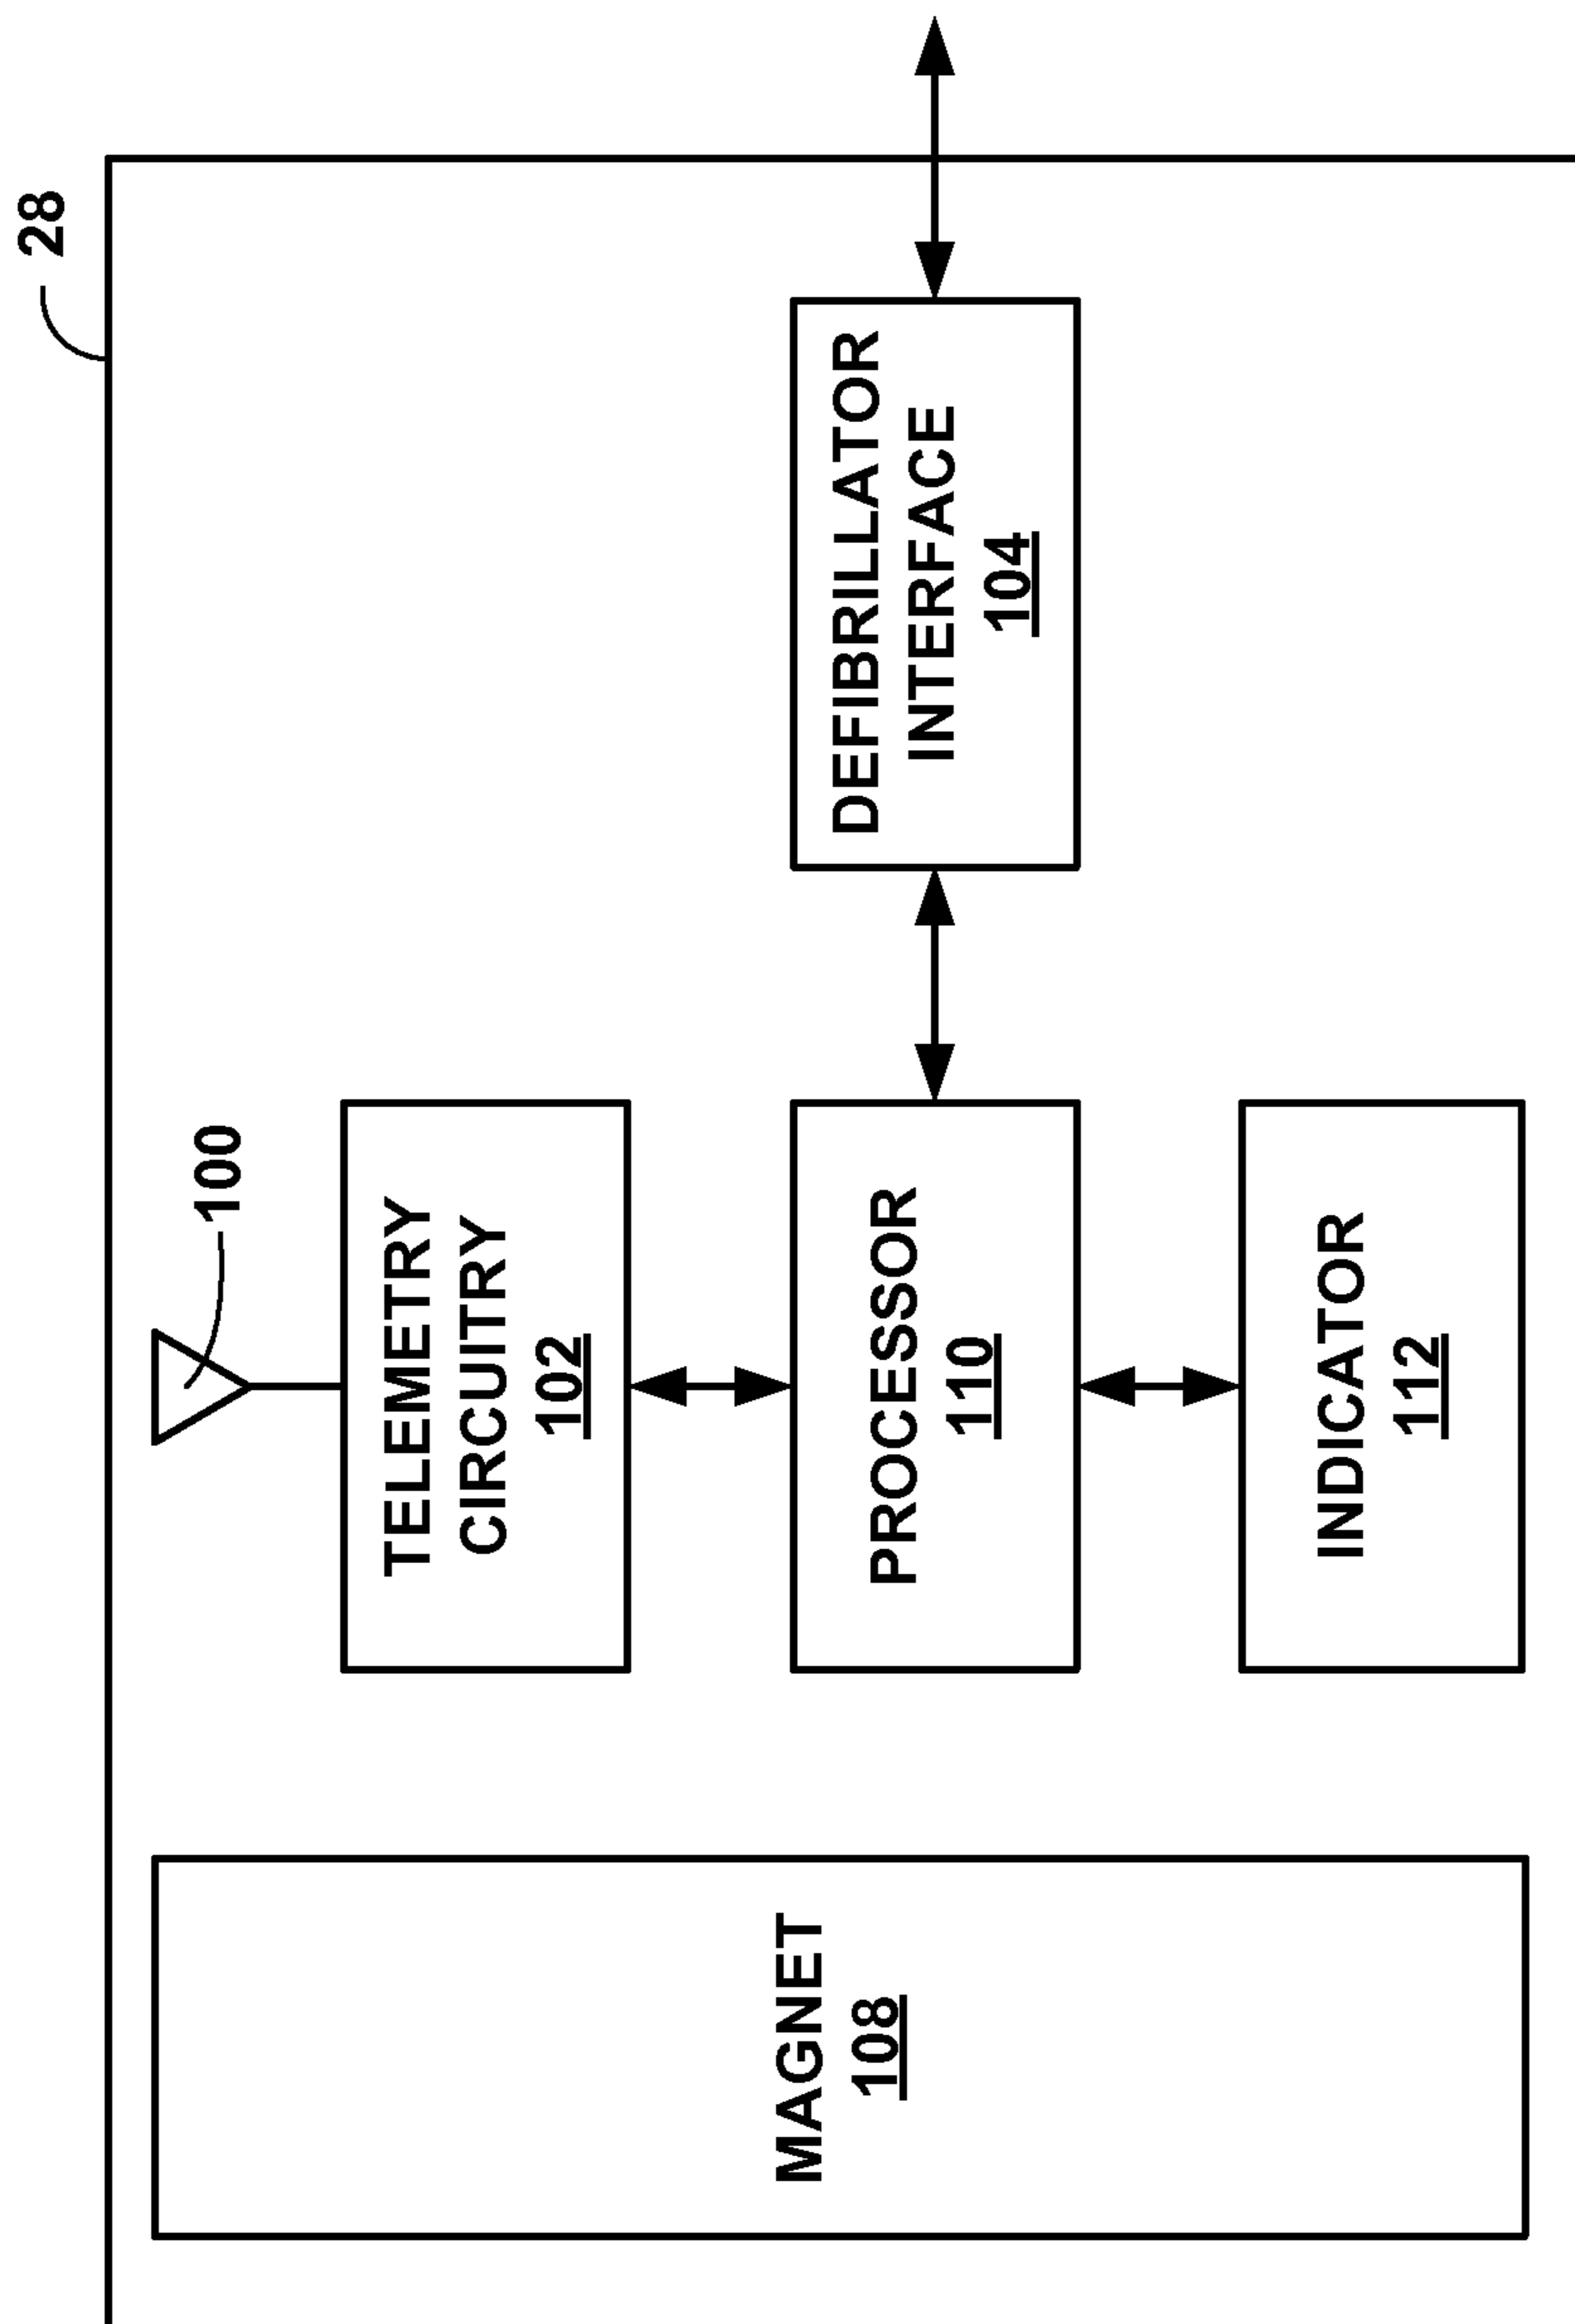 28
100
TELEMETRY
CIRCUITRY
102
MAGNET
108
PROCESSOR
110
DEFIBRILLATOR
INTERFACE
104
INDICATOR
112